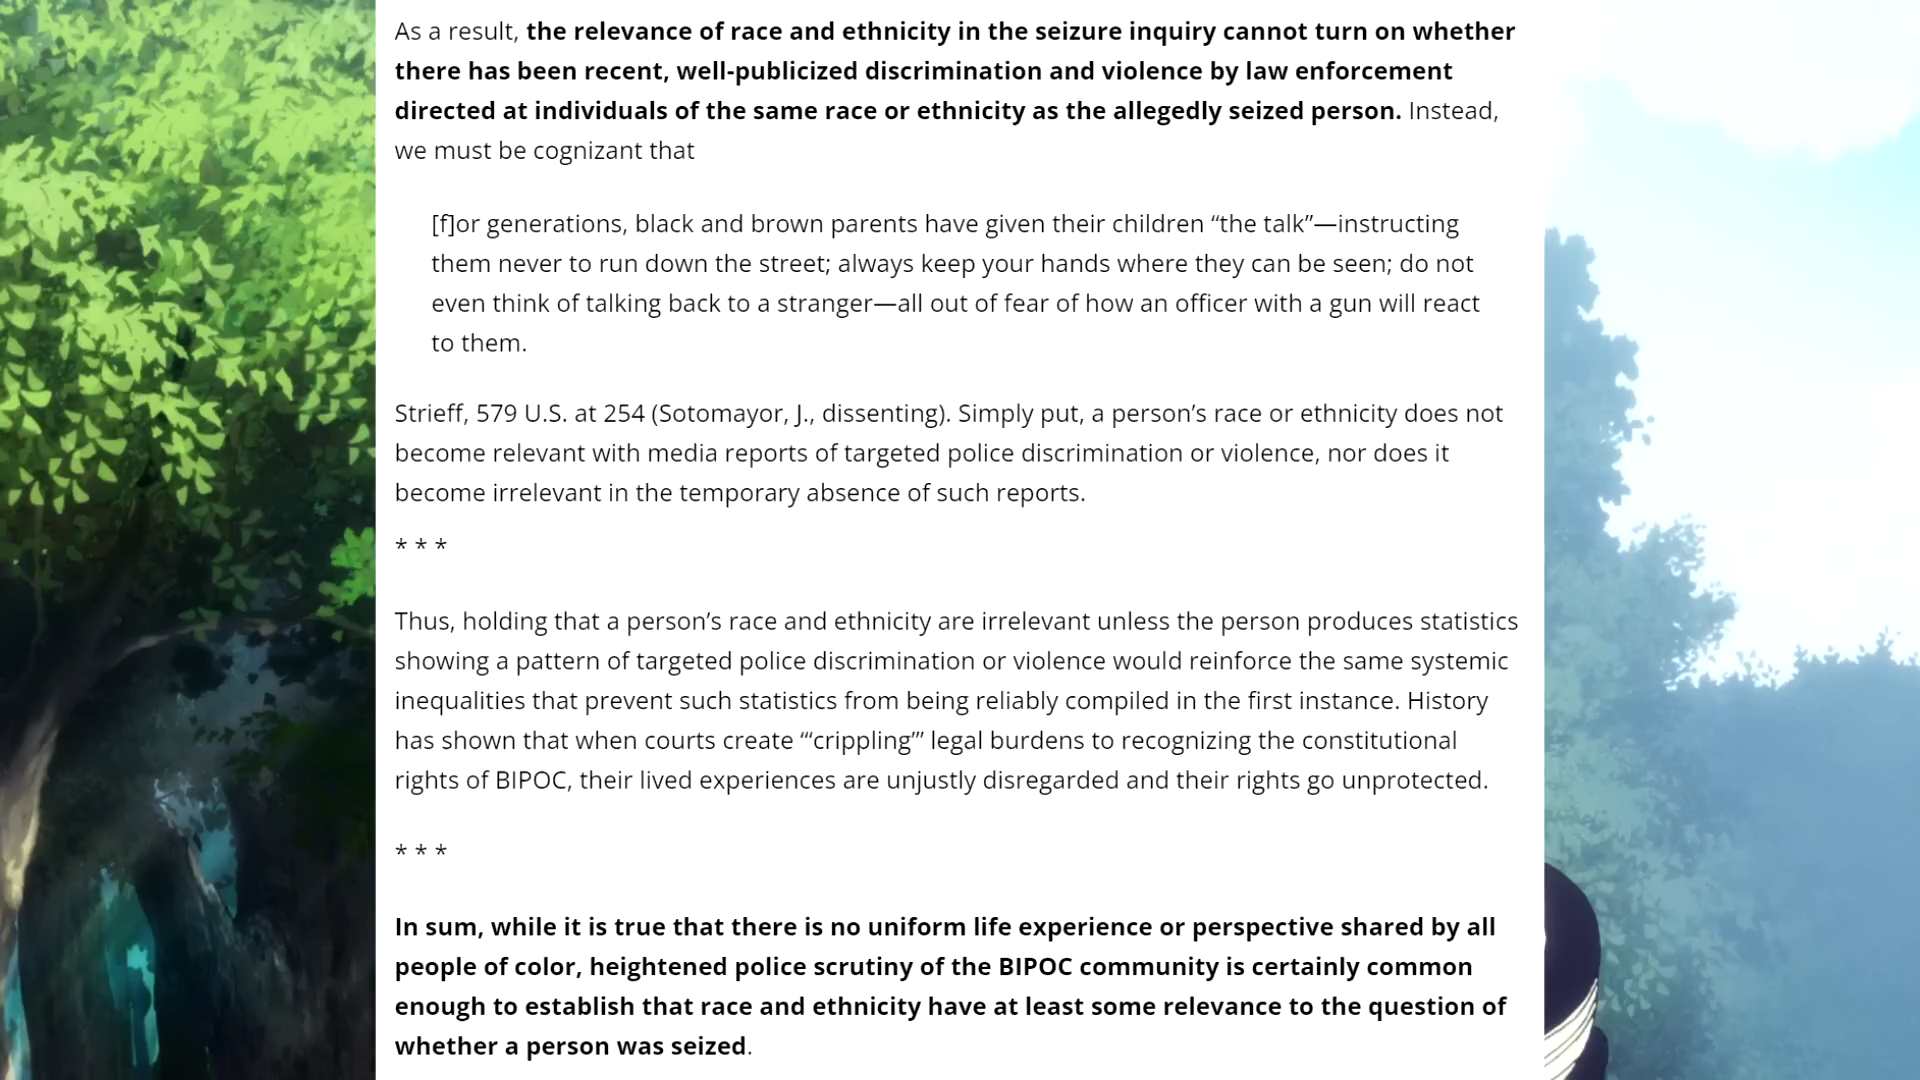 As a result, the relevance of race and ethnicity in the seizure inquiry cannot turn on whether
there has been recent, well-publicized discrimination and violence by law enforcement
directed at individuals of the same race or ethnicity as the allegedly seized person. Instead,
we must be cognizant that
[f]or generations, black and brown parents have given their children “the talk”—instructing
them never to run down the street; always keep your hands where they can be seen; do not
even think of talking back to a stranger—all out of fear of how an officer with a gun will react
to them.
Strieff, 579 U.S. at 254 (Sotomayor, J., dissenting). Simply put, a person’s race or ethnicity does not
become relevant with media reports of targeted police discrimination or violence, nor does it
become irrelevant in the temporary absence of such reports.
* * *
Thus, holding that a person’s race and ethnicity are irrelevant unless the person produces statistics
showing a pattern of targeted police discrimination or violence would reinforce the same systemic
inequalities that prevent such statistics from being reliably compiled in the first instance. History
has shown that when courts create “‘crippling’” legal burdens to recognizing the constitutional
rights of BIPOC, their lived experiences are unjustly disregarded and their rights go unprotected.
* * *
In sum, while it is true that there is no uniform life experience or perspective shared by all
people of color, heightened police scrutiny of the BIPOC community is certainly common
enough to establish that race and ethnicity have at least some relevance to the question of
whether a person was seized.